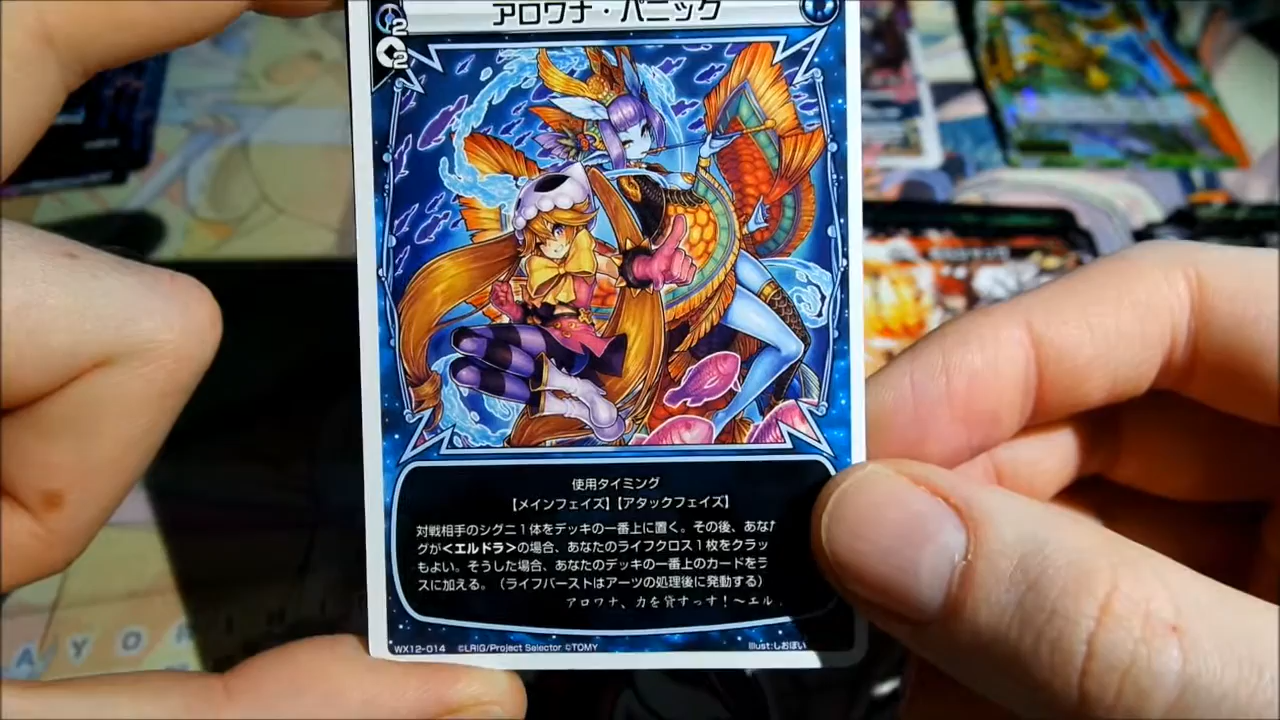 アロワナ・パニック
2
2
使用タイミング
【メインフェイズ】【アタックフェイズ】
対戦相手のシグニ1体をデッキの一番上に置く。その後、あなた
グが<エルドラ>の場合、あなたのライフクロス1枚をクラッ
もよい。そうした場合、あなたのデッキの一番上のカードをラ
スに加える。（ライフバーストはアーツの処理後に発動する）
アロワナ、力を貸すっす！～エル
WX12-014 ©LRIG/Project Selector ©TOMY Illust:しおぼい
AYOR